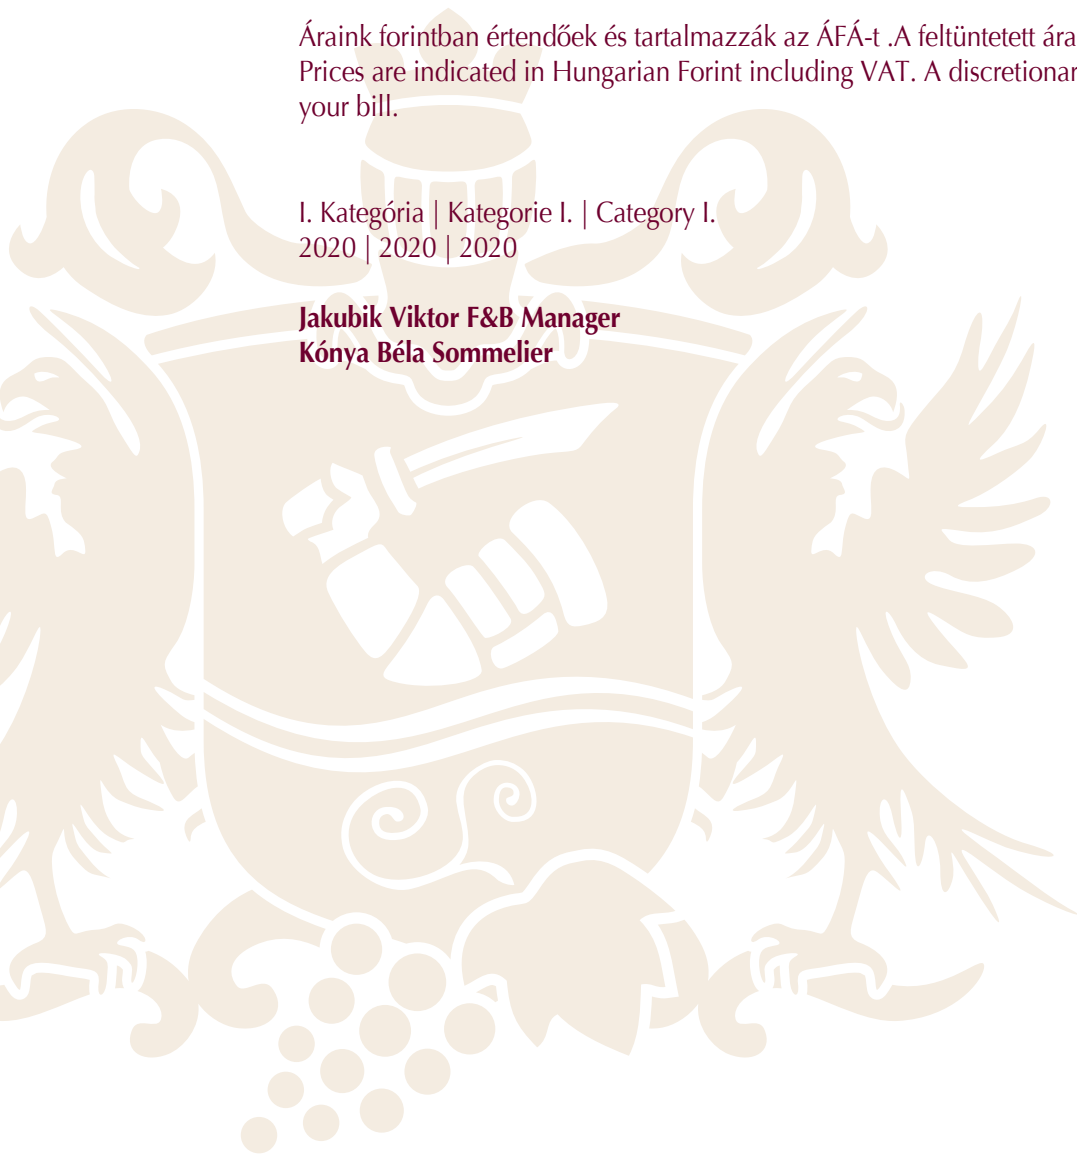 Áraink forintban értendőek és tartalmazzák az ÁFÁ-t .A feltüntetett ára
Prices are indicated in Hungarian Forint including VAT. A discretionar
your bill.
I. Kategória | Kategorie I. | Category I.
2020 | 2020 | 2020
Jakubik Viktor F&B Manager
Kónya Béla Sommelier